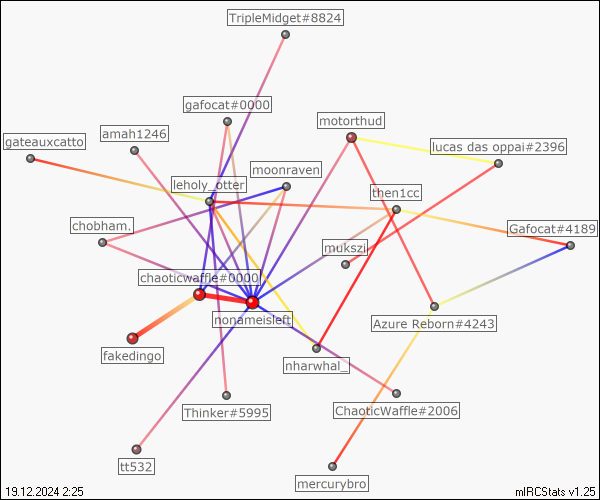 TripleMidget#8824
gafocat#0000
motorthud
amah1246
gateauxcatto
lucas das oppai#2396
moonraven
leholy_otter
then1cc
chobham.
Gafocat#4189
mukszi
chaoticwaffle#0000
nonameisleft
Azure Reborn#4243
fakedingo
nharwhal_
Thinker#5995
ChaoticWaffle#2006
tt532
mercurybro
19.12.2024 2:25
mIRCStats v1.25